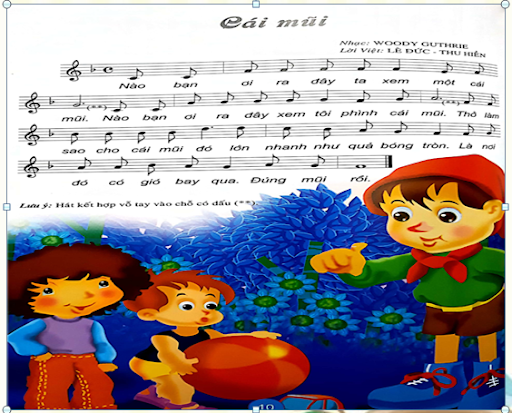 Cái mũi
Nhạc: WOODY GUTHRIE
Lời Việt: LÊ ĐỨC - THU HIỀN
Nào bạn ơi ra đây ta xem một cái
mũi. Nào bạn ơi ra đây xem tôi phình cái mũi. Thở làm
sao cho cái mũi đó lớn nhanh như quả bóng tròn. Là nơi
đó có gió bay qua. Đúng mũi rồi.
Lưu ý: Hát kết hợp vỗ tay vào chỗ có dấu (**)
10